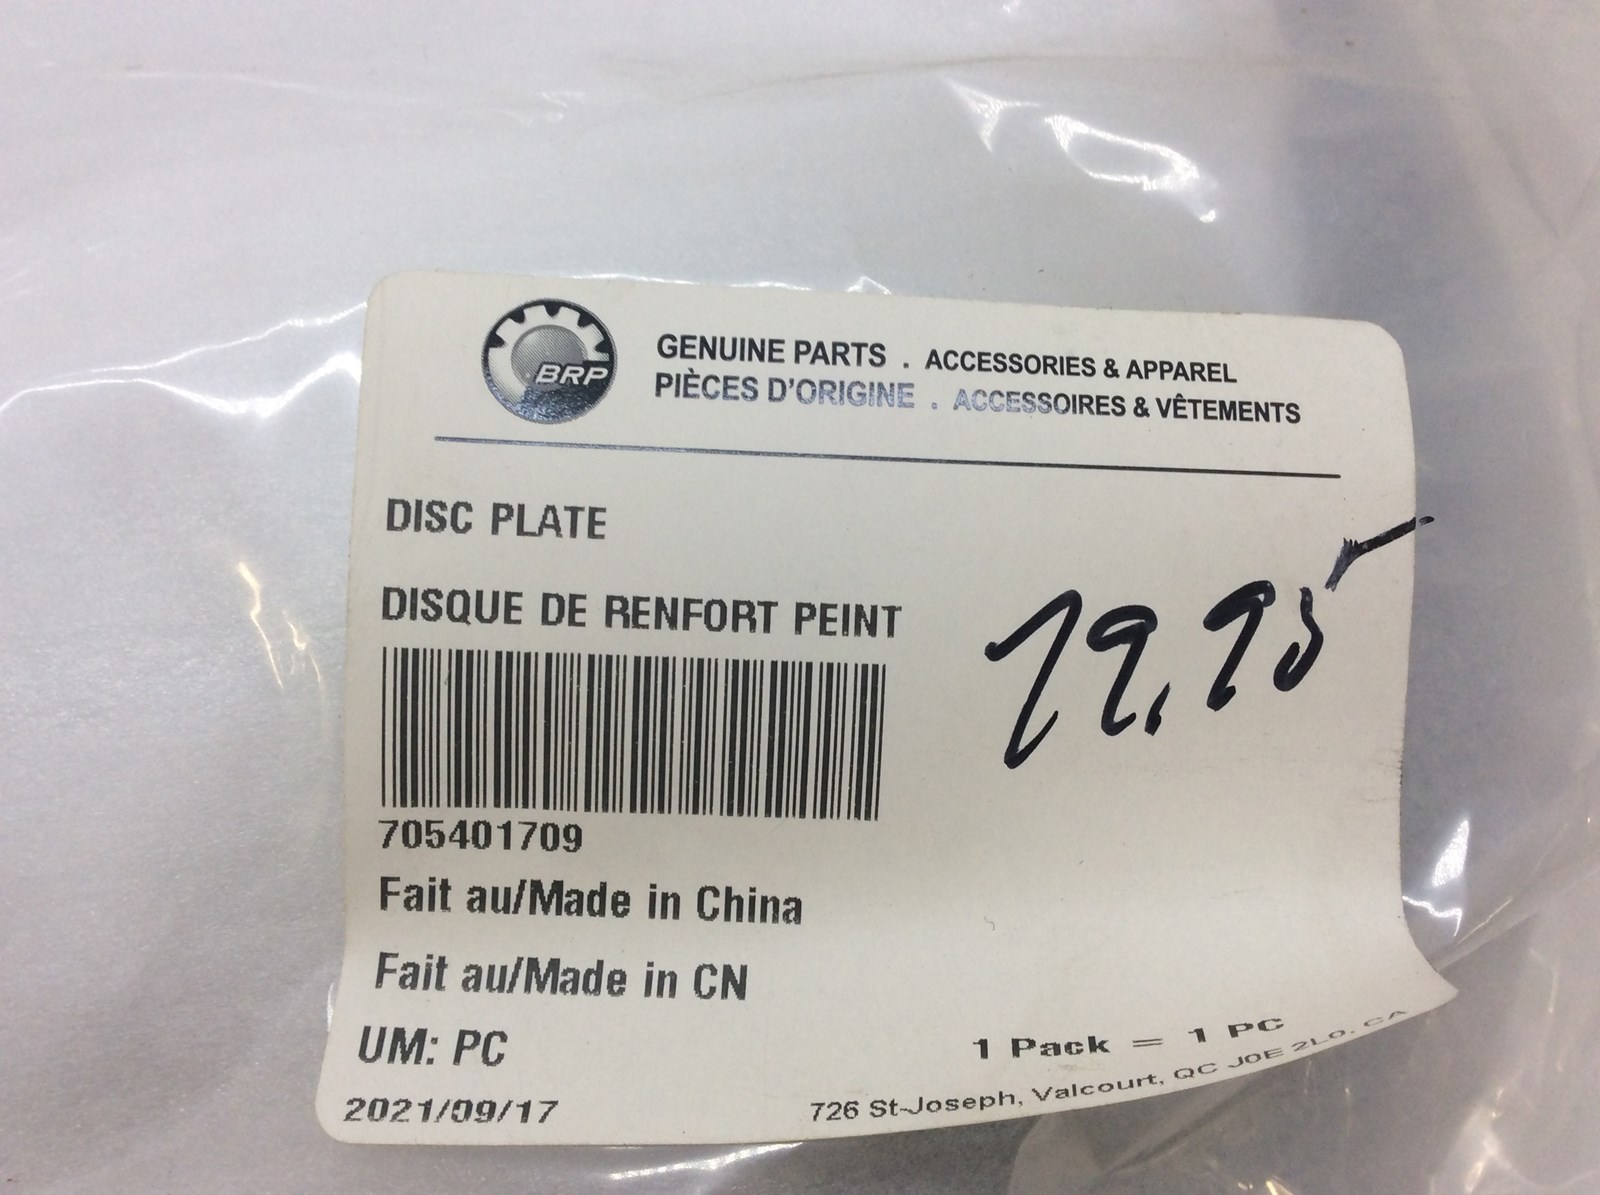 BRP
GENUINE PARTS . ACCESSORIES & APPAREL
PIÈCES D'ORIGINE . ACCESSOIRES & VÊTEMENTS
DISC PLATE
DISQUE DE RENFORT PEINT
79.95
705401709
Fait au/Made in China
Fait au/Made in CN
UM: PC
1 Pack = 1 PC
2021/09/17
726 St-Joseph, Valcourt, QC J0E 2L0, CA